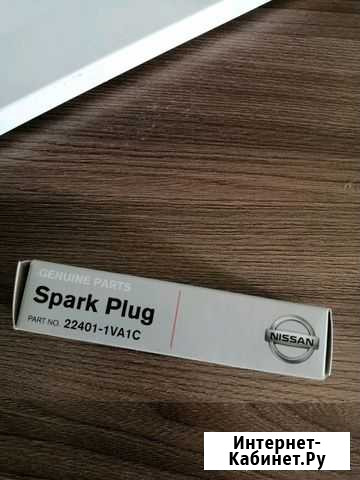 GENUINE PARTS
Spark Plug
PART NO. 22401-1VA1C
NISSAN
Интернет-
Кабинет.Ру